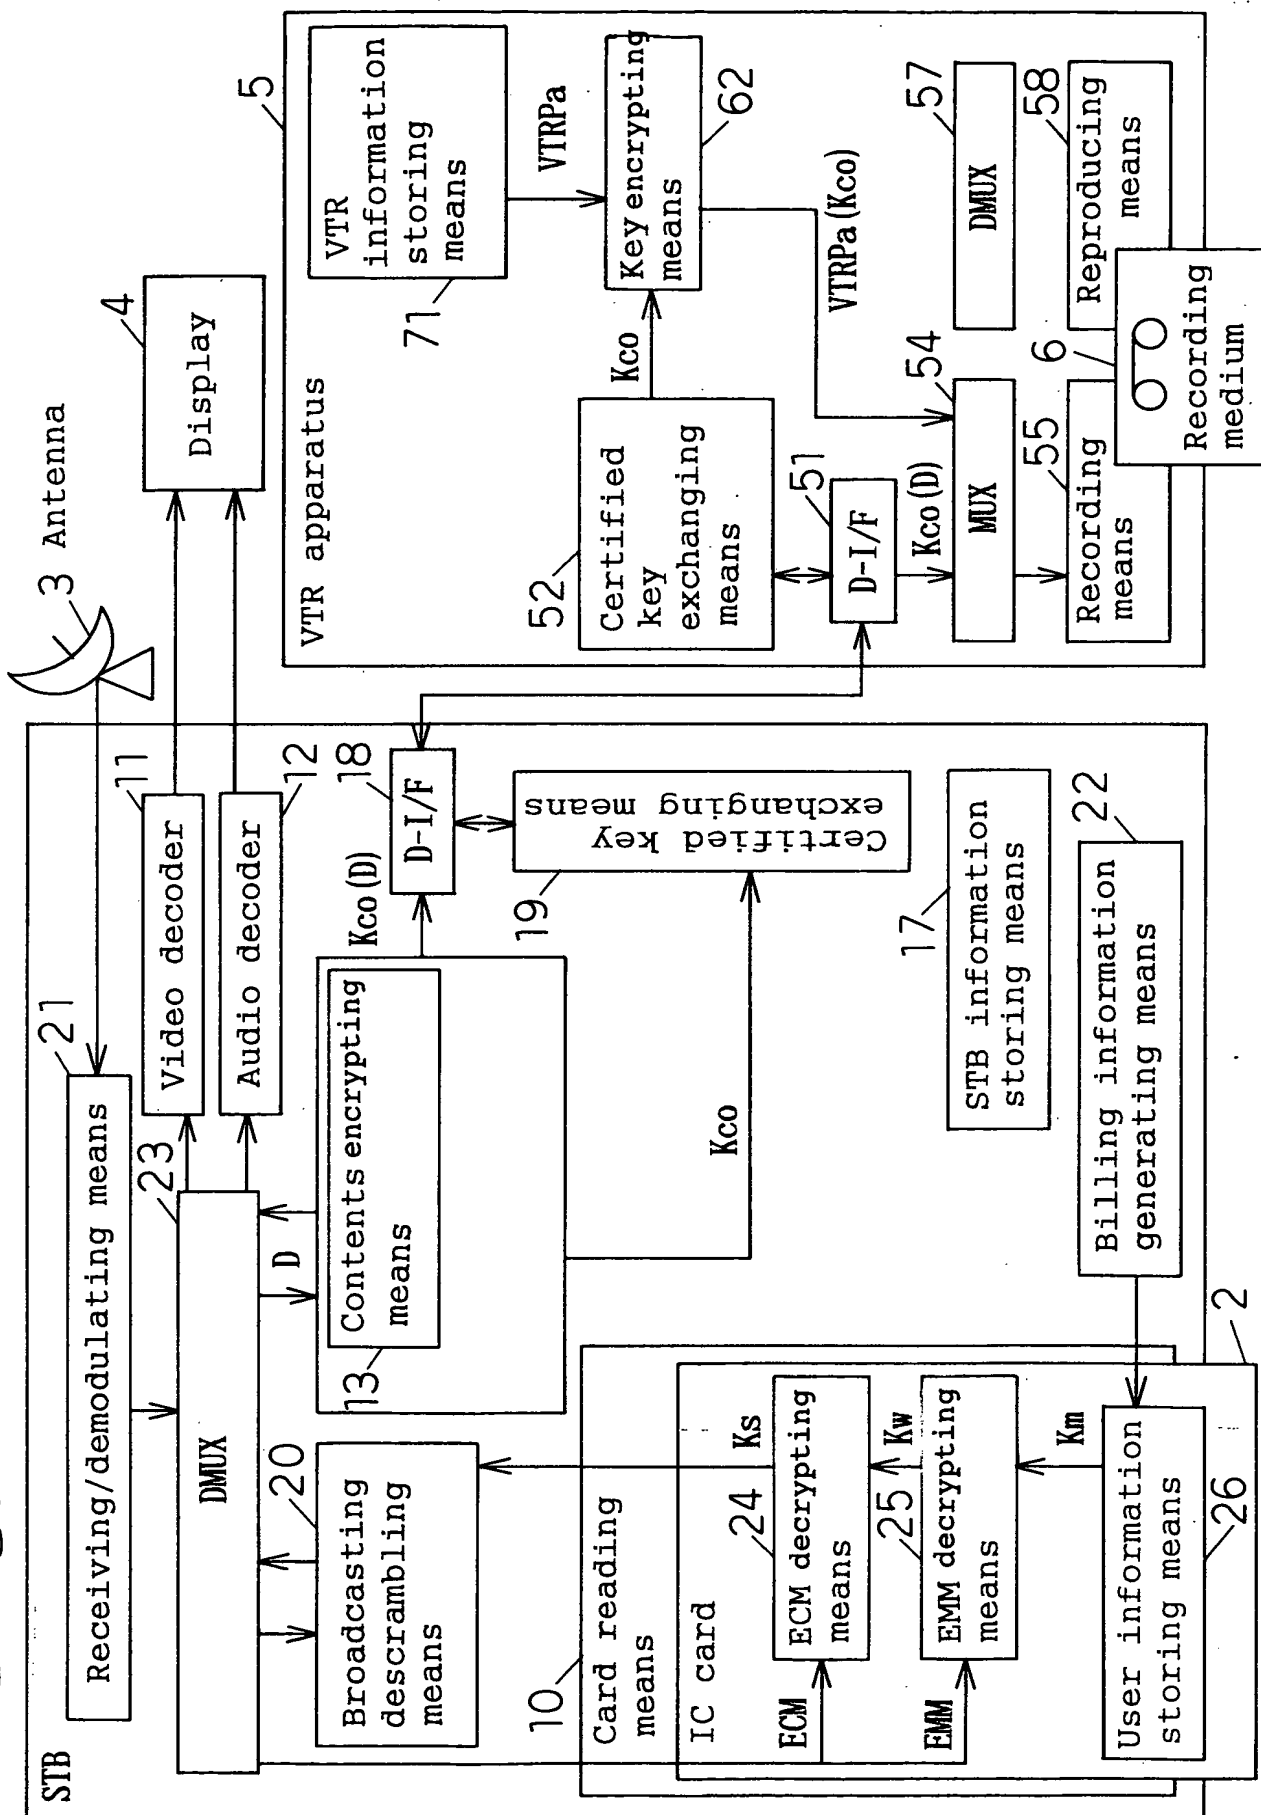 STB
Receiving/demodulating means
21
3
Antenna
DMUX
23
Video decoder
11
Audio decoder
12
4
Display
Broadcasting
descrambling
means
20
D
Contents encrypting
means
13
Kco(D)
D-I/F
18
Certified key
exchanging means
19
Kco
STB information
storing means
17
Billing information
generating means
22
10
Card reading
means
IC card
2
ECM
ECM decrypting
means
24
Ks
EMM
EMM decrypting
means
25
Kw
Km
User information
storing means
26
5
VTR apparatus
VTR
information
storing
means
71
VTRPa
Key encrypting
means
62
Kco
52
Certified
key
exchanging
means
D-I/F
51
VTRPa(Kco)
Kco(D)
MUX
54
DMUX
57
Recording
means
55
Reproducing
means
58
6
Recording
medium